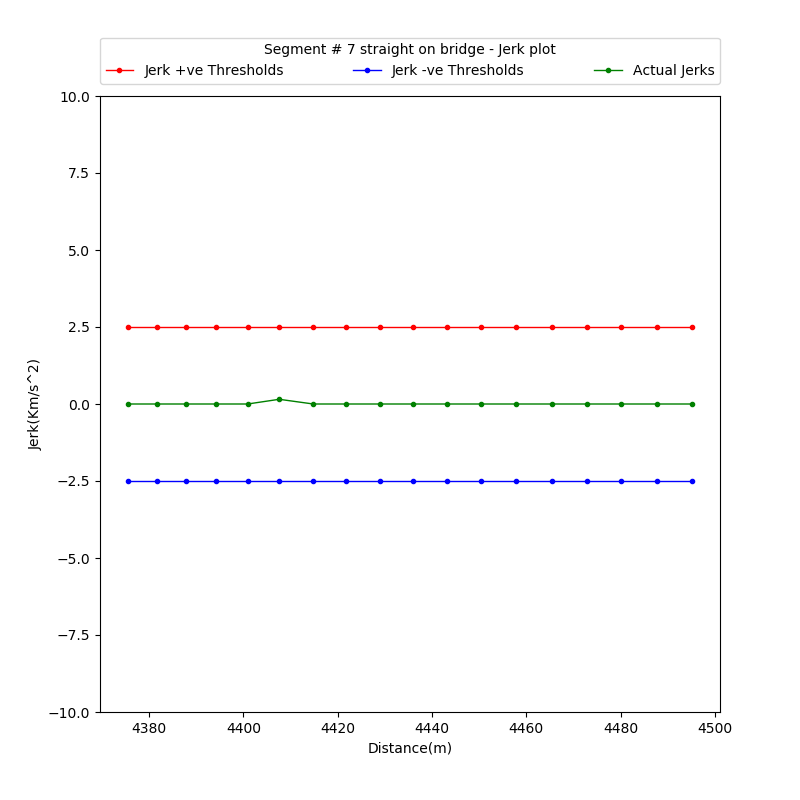 Segment # 7 straight on bridge - Jerk plot
Jerk +ve Thresholds Jerk -ve Thresholds Actual Jerks
10.0
7.5
5.0
2.5
0.0
−2.5
−5.0
−7.5
−10.0
Jerk(Km/s^2)
4380 4400 4420 4440 4460 4480 4500
Distance(m)